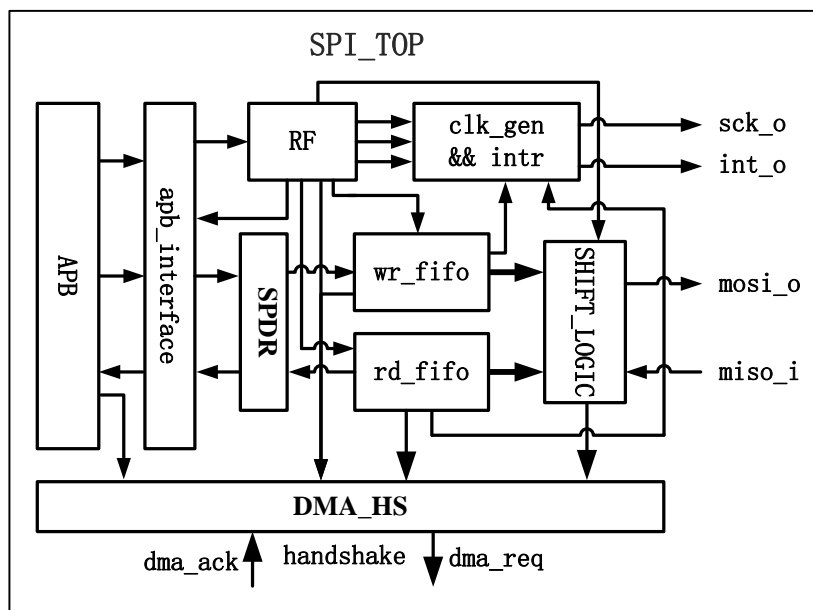 SPI_TOP
RF
clk_gen
&& intr
sck_o
int_o
APB
apb_interface
SPDR
wr_fifo
SHIFT_LOGIC
mosi_o
rd_fifo
miso_i
DMA_HS
dma_ack
handshake
dma_req